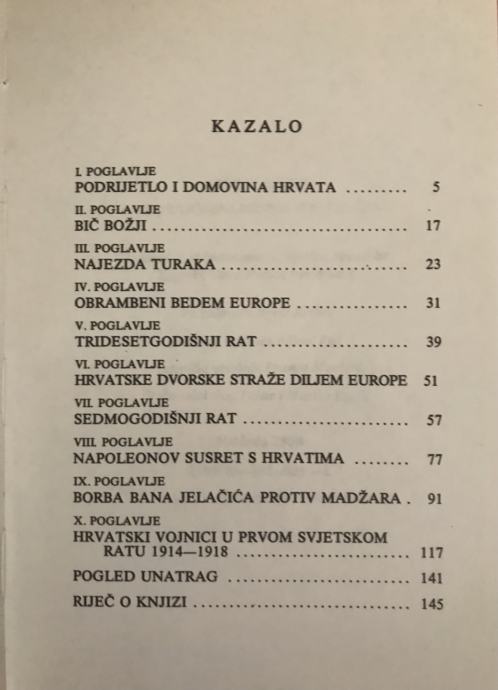 KAZALO
I. POGLAVLJE
PODRIJETLO I DOMOVINA HRVATA ......... 5
II. POGLAVLJE
BIČ BOŽJI ..................................... 17
III. POGLAVLJE
NAJEZDA TURAKA ........................... 23
IV. POGLAVLJE
OBRAMBENI BEDEM EUROPE ................ 31
V. POGLAVLJE
TRIDESETGODIŠNJI RAT ..................... 39
VI. POGLAVLJE
HRVATSKE DVORSKE STRAŽE DILJEM EUROPE 51
VII. POGLAVLJE
SEDMOGODIŠNJI RAT ........................ 57
VIII. POGLAVLJE
NAPOLEONOV SUSRET S HRVATIMA ........ 77
IX. POGLAVLJE
BORBA BANA JELAČIĆA PROTIV MADŽARA . 91
X. POGLAVLJE
HRVATSKI VOJNICI U PRVOM SVJETSKOM
RATU 1914—1918 ......................... 117
POGLED UNATRAG .......................... 141
RIJEČ O KNJIZI ............................... 145